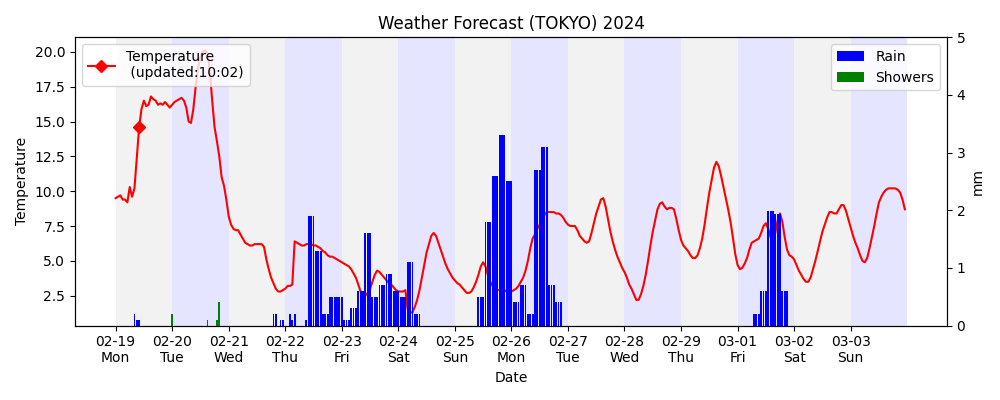 Weather Forecast (TOKYO) 2024
Temperature
(updated:10:02)
Rain
Showers
20.0
17.5
15.0
12.5
10.0
7.5
5.0
2.5
Temperature
5
4
3
2
1
0
mm
02-19 02-20 02-21 02-22 02-23 02-24 02-25 02-26 02-27 02-28 02-29 03-01 03-02 03-03
Mon Tue Wed Thu Fri Sat Sun Mon Tue Wed Thu Fri Sat Sun
Date